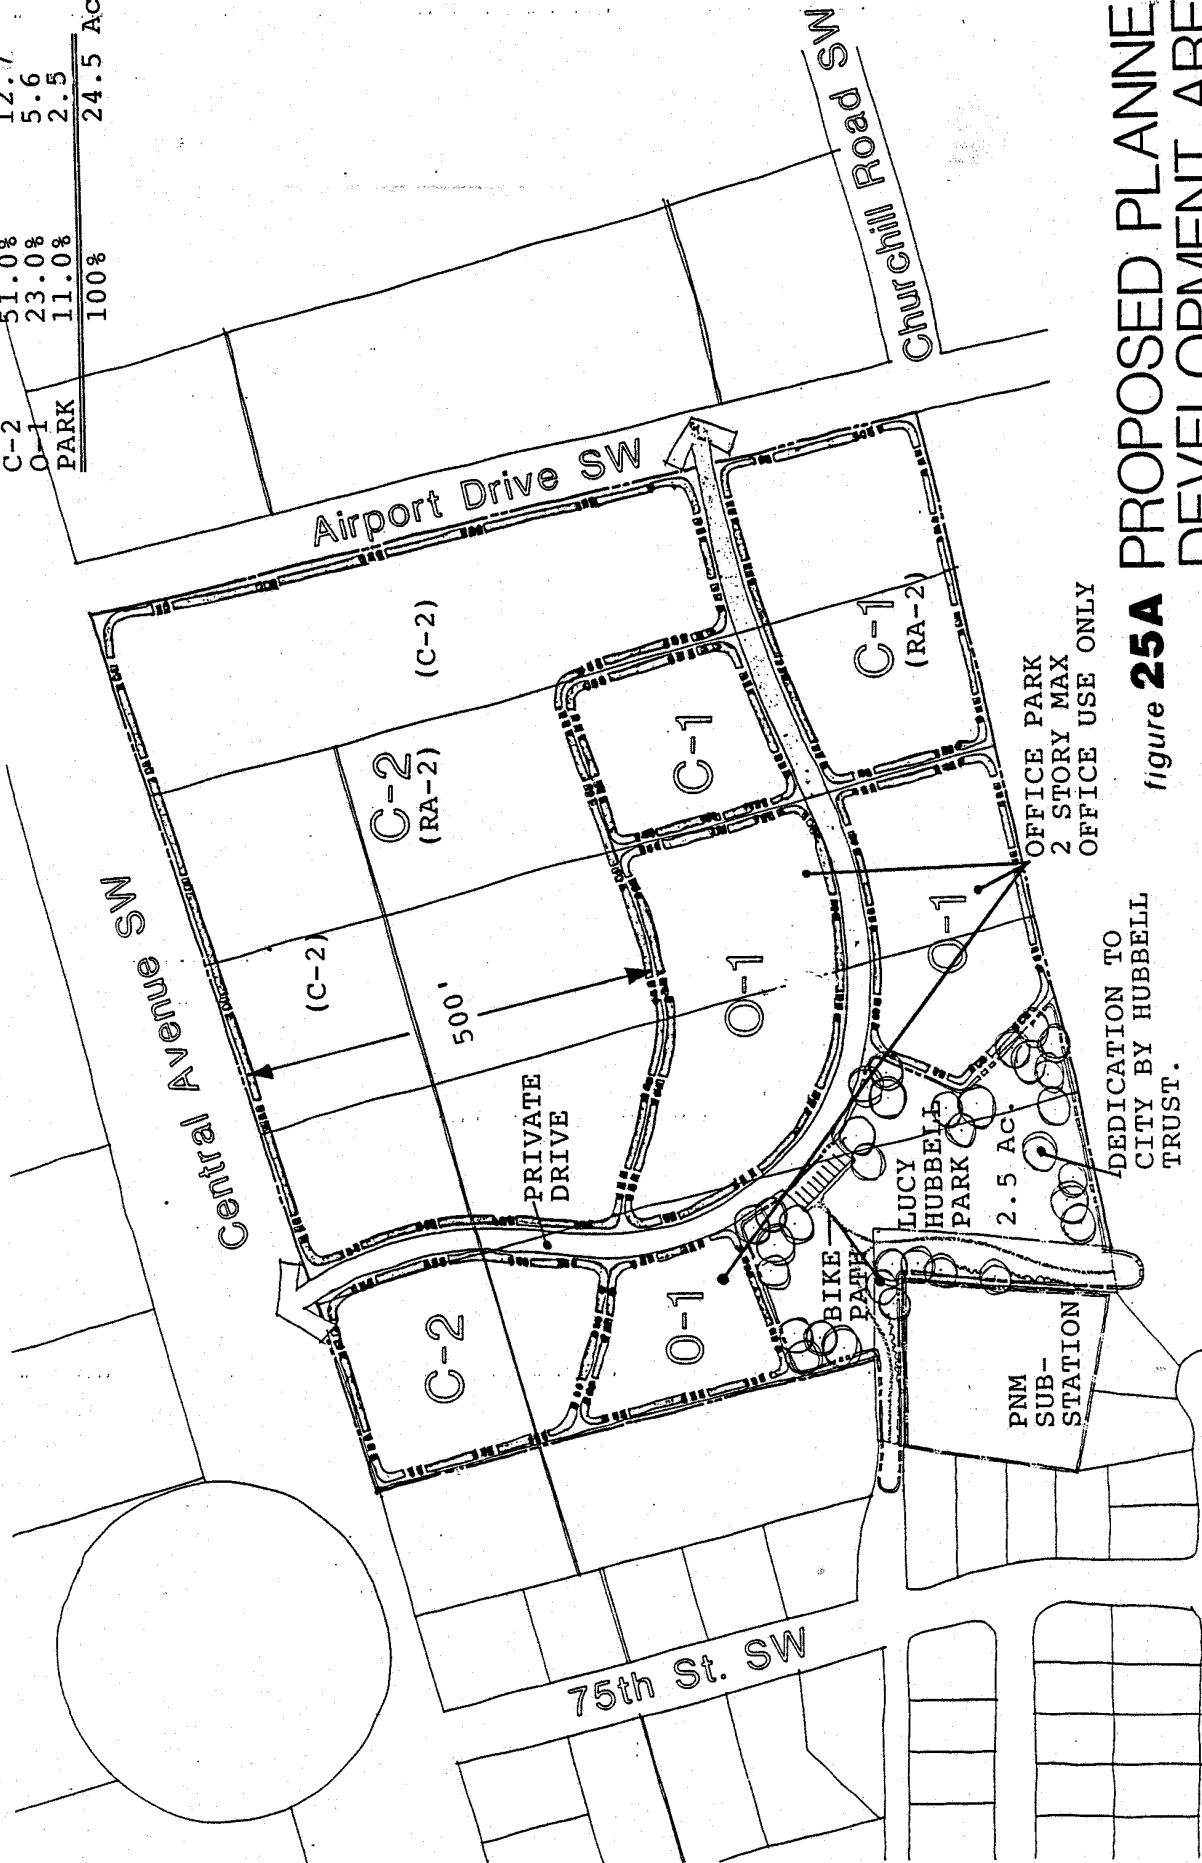 C-2 51.0% 12.7
O-1 23.0% 5.6
PARK 11.0% 2.5
100% 24.5 Ac
Central Avenue SW
Airport Drive SW
Churchill Road SW
75th St. SW
(C-2)
(C-2)
C-2
(RA-2)
500'
C-1
C-1
(RA-2)
PRIVATE
DRIVE
C-2
O-1
O-1
O-1
BIKE
PATH
LUCY
HUBBELL
PARK
2.5 Ac.
PNM
SUB-
STATION
DEDICATION TO
CITY BY HUBBELL
TRUST.
OFFICE PARK
2 STORY MAX
OFFICE USE ONLY
figure 25A PROPOSED PLANNE
DEVELOPMENT ARE